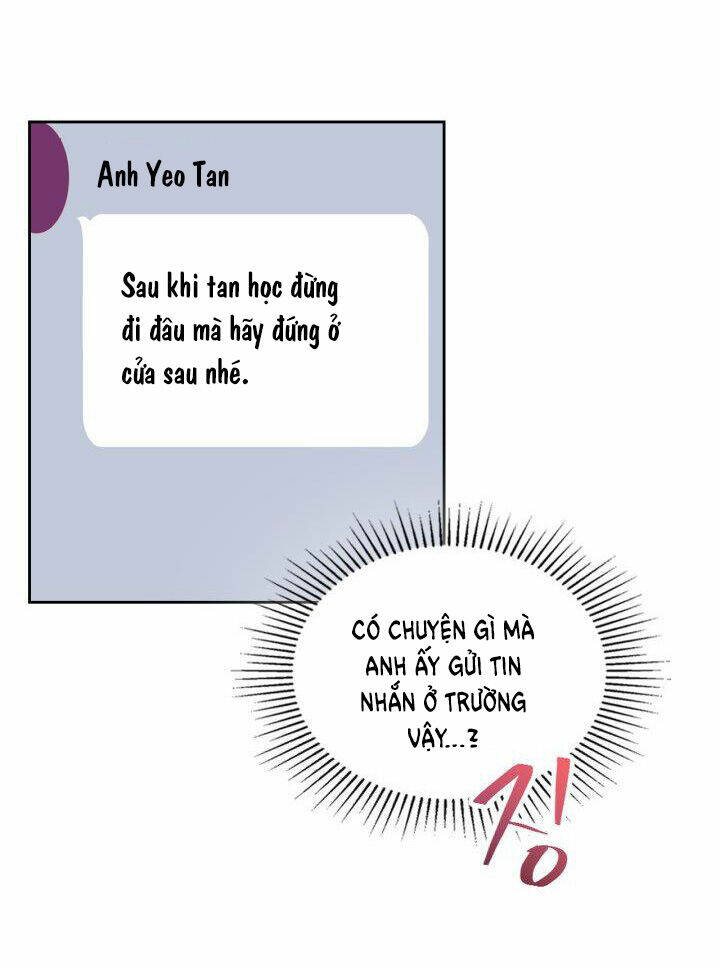 Anh Yeo Tan
Sau khi tan học đừng
đi đâu mà hãy đứng ở
cửa sau nhé.
CÓ CHUYỆN GÌ MÀ
ANH ẤY GỬI TIN
NHẮN Ở TRƯỜNG
VẬY...?
징